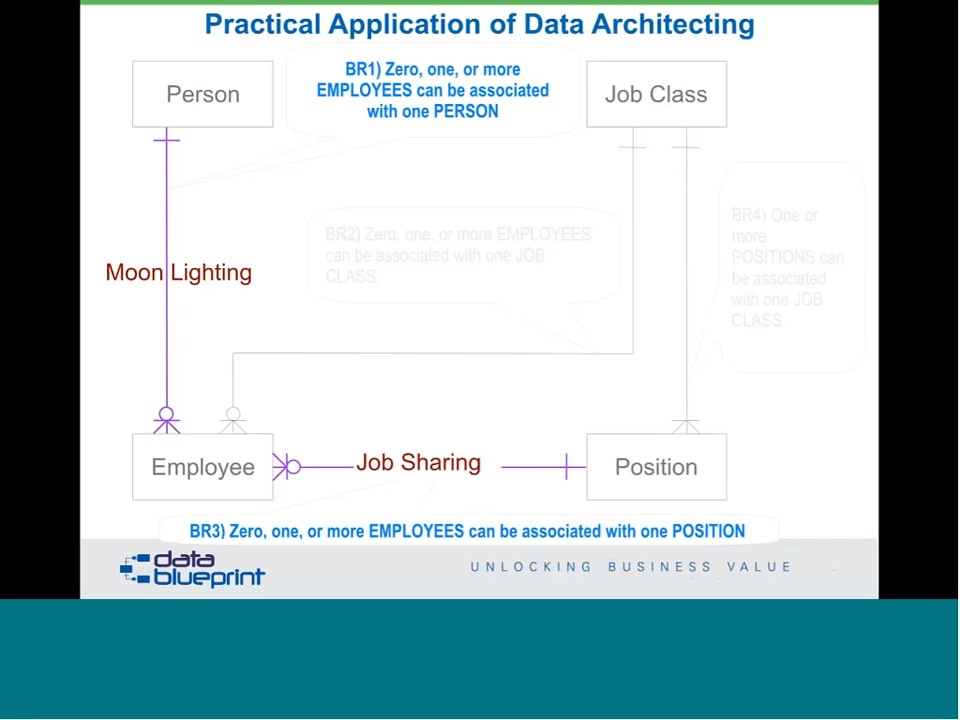 Practical Application of Data Architecting
Person
BR1) Zero, one, or more
EMPLOYEES can be associated
with one PERSON
Job Class
BR2) Zero, one, or more EMPLOYEES
can be associated with one JOB
CLASS.
BR4) One or
more
POSITIONS can
be associated
with one JOB
CLASS
Moon Lighting
Employee
Job Sharing
Position
BR3) Zero, one, or more EMPLOYEES can be associated with one POSITION
data
blueprint
UNLOCKING BUSINESS VALUE